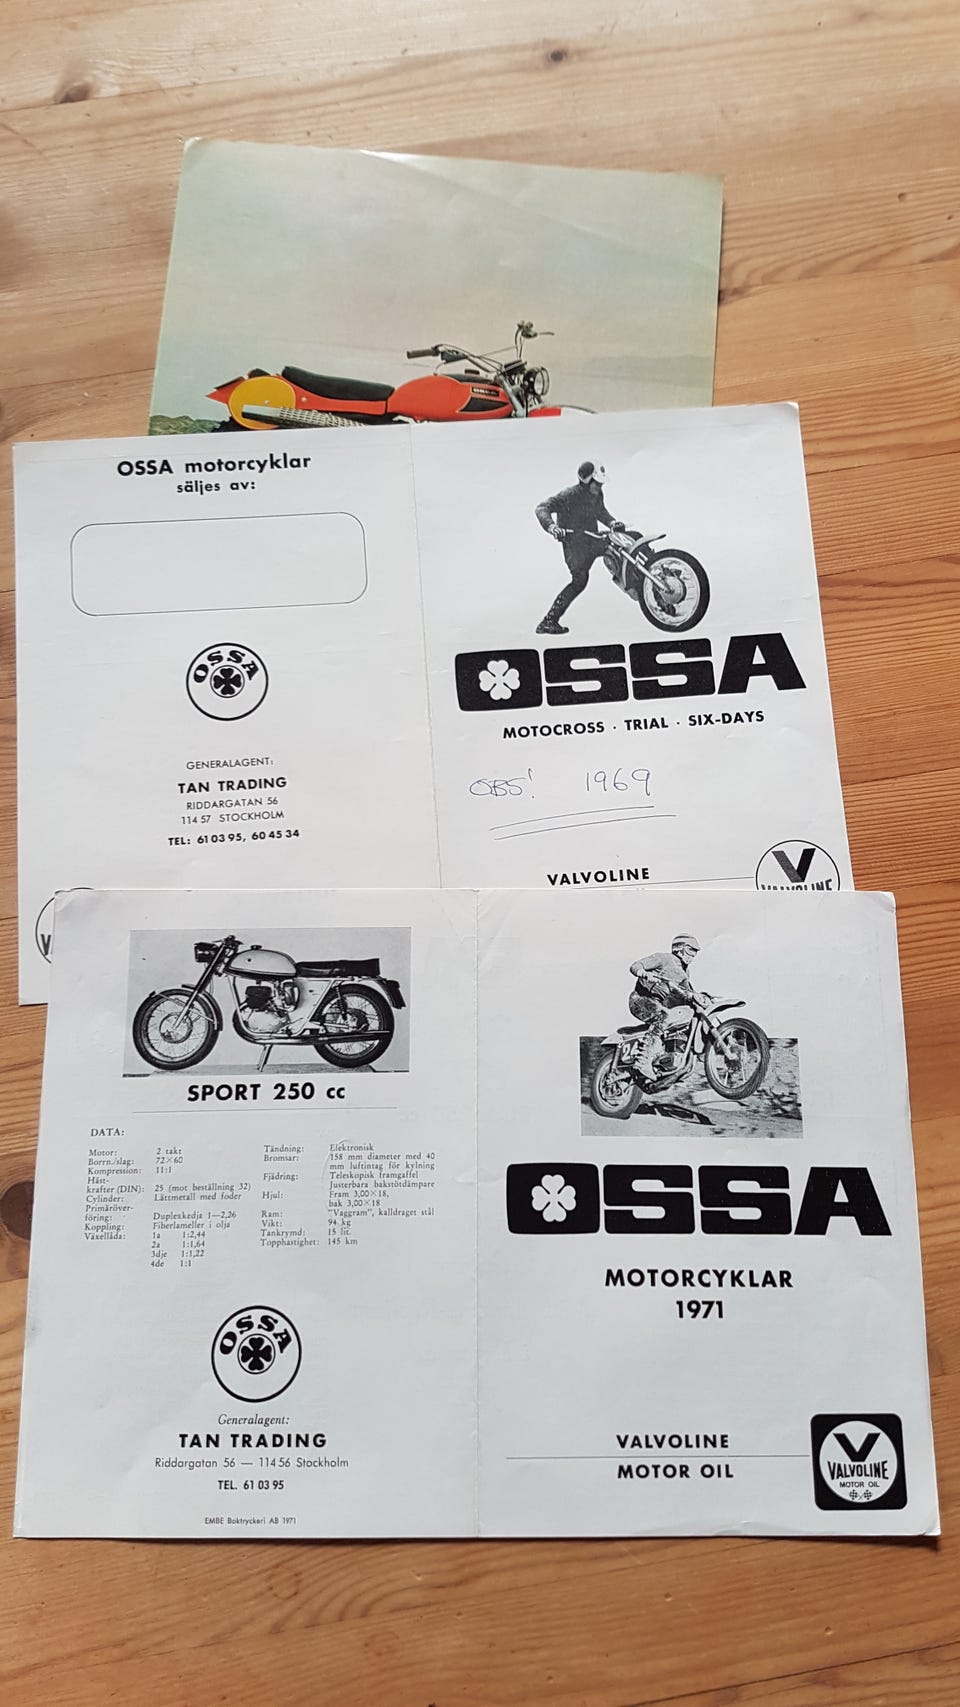 OSSA
OSSA motorcyklar
säljes av:
OSSA
GENERALAGENT:
TAN TRADING
RIDDARGATAN 56
114 57 STOCKHOLM
TEL: 61 03 95, 60 45 34
V
OSSA
MOTOCROSS · TRIAL · SIX-DAYS
OBS! 1969
VALVOLINE
V
VALVOLINE
SPORT 250 cc
DATA:
Motor: 2 takt
Borrn./slag: 72×60
Kompression: 11:1
Häst-
krafter (DIN): 25 (mot beställning 32)
Cylinder: Lättmetall med foder
Primäröver-
föring: Duplexkedja 1—2,26
Koppling: Fiberlameller i olja
Växellåda: 1a 1:2,44
2a 1:1,64
3dje 1:1,22
4de 1:1
Tändning: Elektronisk
Bromsar: 158 mm diameter med 40
mm luftintag för kylning
Fjädring: Teleskopisk framgaffel
Justerbara bakstötdämpare
Hjul: Fram 3,00×18,
bak 3,00×18
Ram: "Vaggram", kalldraget stål
Vikt: 94 kg
Tankrymd: 15 lit.
Topphastighet: 145 km
OSSA
Generalagent:
TAN TRADING
Riddargatan 56 — 114 56 Stockholm
TEL. 61 03 95
EMBE Boktryckeri AB 1971
OSSA
MOTORCYKLAR
1971
VALVOLINE
MOTOR OIL
V
VALVOLINE
MOTOR OIL